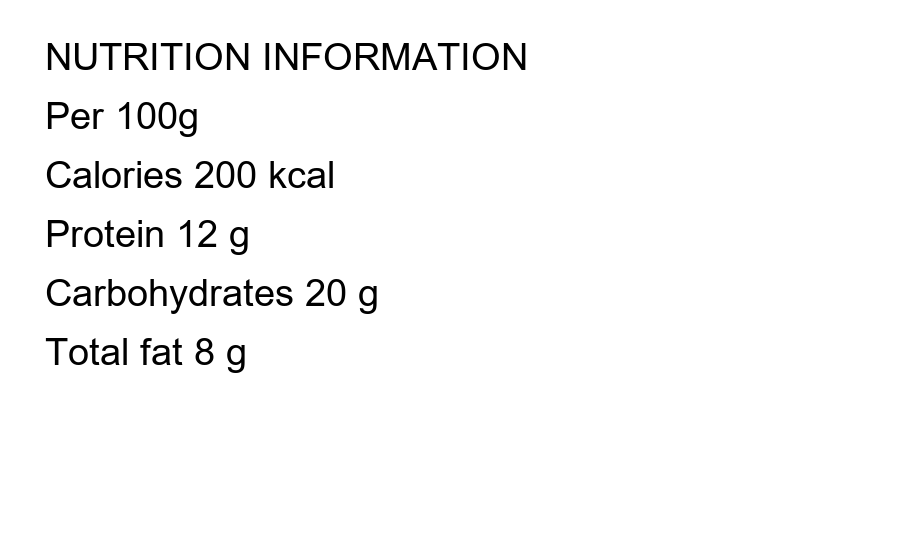 NUTRITION INFORMATION
Per 100g
Calories 200 kcal
Protein 12 g
Carbohydrates 20 g
Total fat 8 g